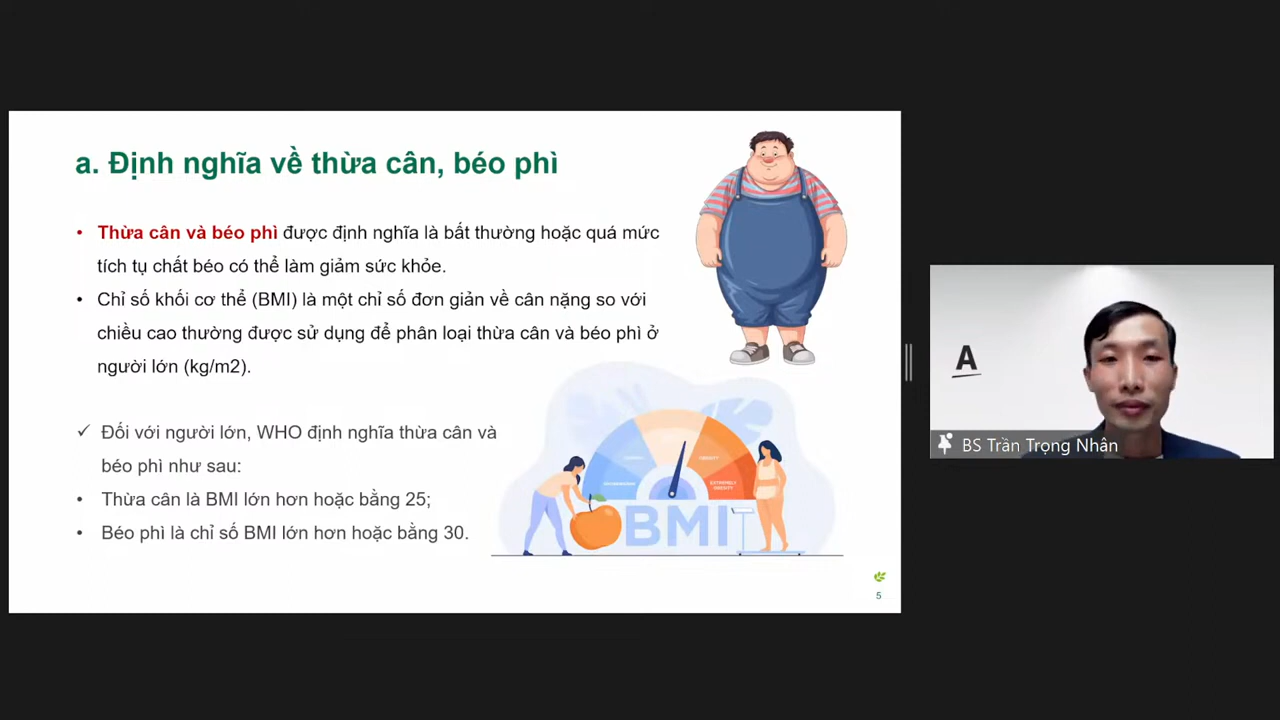 a. Định nghĩa về thừa cân, béo phì
• Thừa cân và béo phì được định nghĩa là bất thường hoặc quá mức
tích tụ chất béo có thể làm giảm sức khỏe.
• Chỉ số khối cơ thể (BMI) là một chỉ số đơn giản về cân nặng so với
chiều cao thường được sử dụng để phân loại thừa cân và béo phì ở
người lớn (kg/m2).
✓ Đối với người lớn, WHO định nghĩa thừa cân và
béo phì như sau:
• Thừa cân là BMI lớn hơn hoặc bằng 25;
• Béo phì là chỉ số BMI lớn hơn hoặc bằng 30.
OBESITY
EXTREMELY
OBESITY
BMI
5
A
BS Trần Trọng Nhân